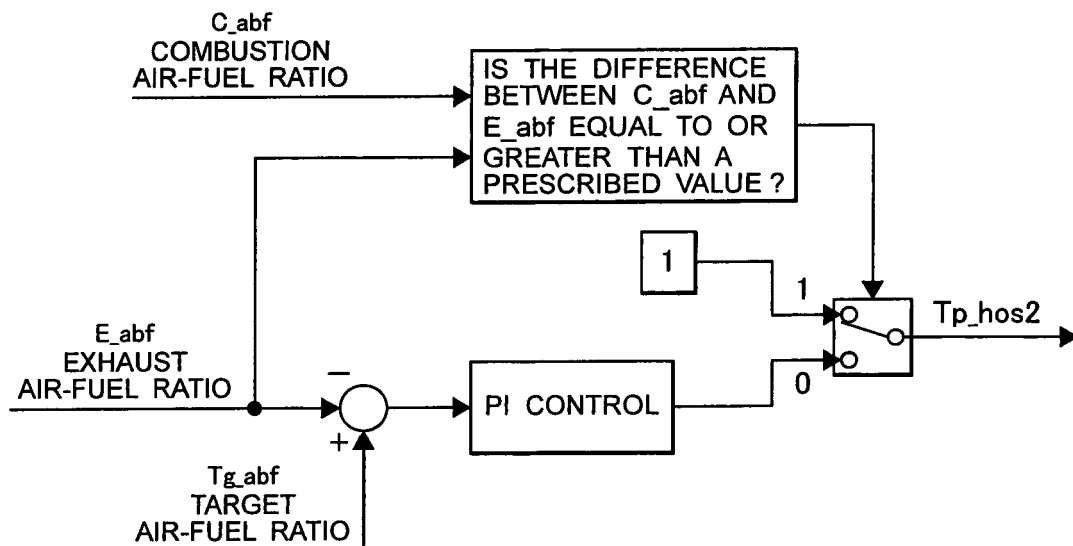 C_abf
COMBUSTION
AIR-FUEL RATIO
IS THE DIFFERENCE
BETWEEN C_abf AND
E_abf EQUAL TO OR
GREATER THAN A
PRESCRIBED VALUE ?
1
1
Tp_hos2
E_abf
EXHAUST
AIR-FUEL RATIO
−
+
PI CONTROL
0
Tg_abf
TARGET
AIR-FUEL RATIO